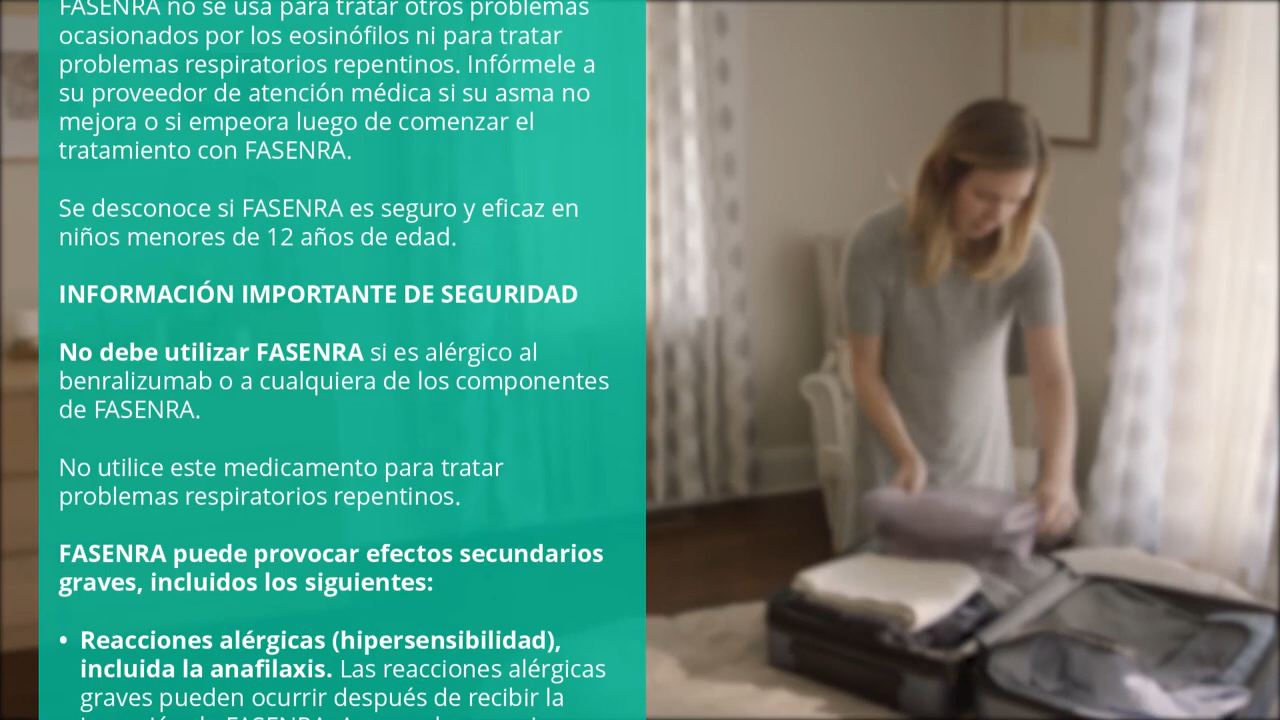 FASENRA no se usa para tratar otros problemas
ocasionados por los eosinófilos ni para tratar
problemas respiratorios repentinos. Infórmele a
su proveedor de atención médica si su asma no
mejora o si empeora luego de comenzar el
tratamiento con FASENRA.
Se desconoce si FASENRA es seguro y eficaz en
niños menores de 12 años de edad.
INFORMACIÓN IMPORTANTE DE SEGURIDAD
No debe utilizar FASENRA si es alérgico al
benralizumab o a cualquiera de los componentes
de FASENRA.
No utilice este medicamento para tratar
problemas respiratorios repentinos.
FASENRA puede provocar efectos secundarios
graves, incluidos los siguientes:
• Reacciones alérgicas (hipersensibilidad),
incluida la anafilaxis. Las reacciones alérgicas
graves pueden ocurrir después de recibir la